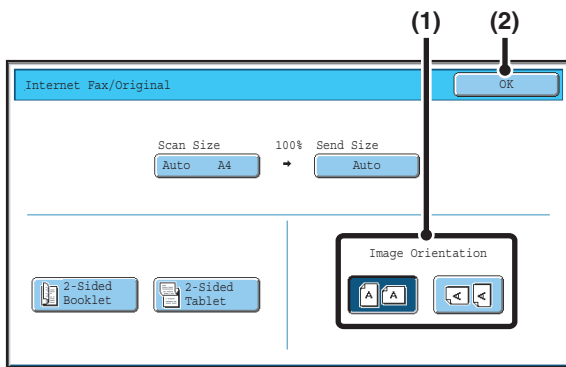 (1) (2)
Internet Fax/Original OK
Scan Size 100% Send Size
Auto A4 → Auto
Image Orientation
2-Sided
Booklet
2-Sided
Tablet
A A A A